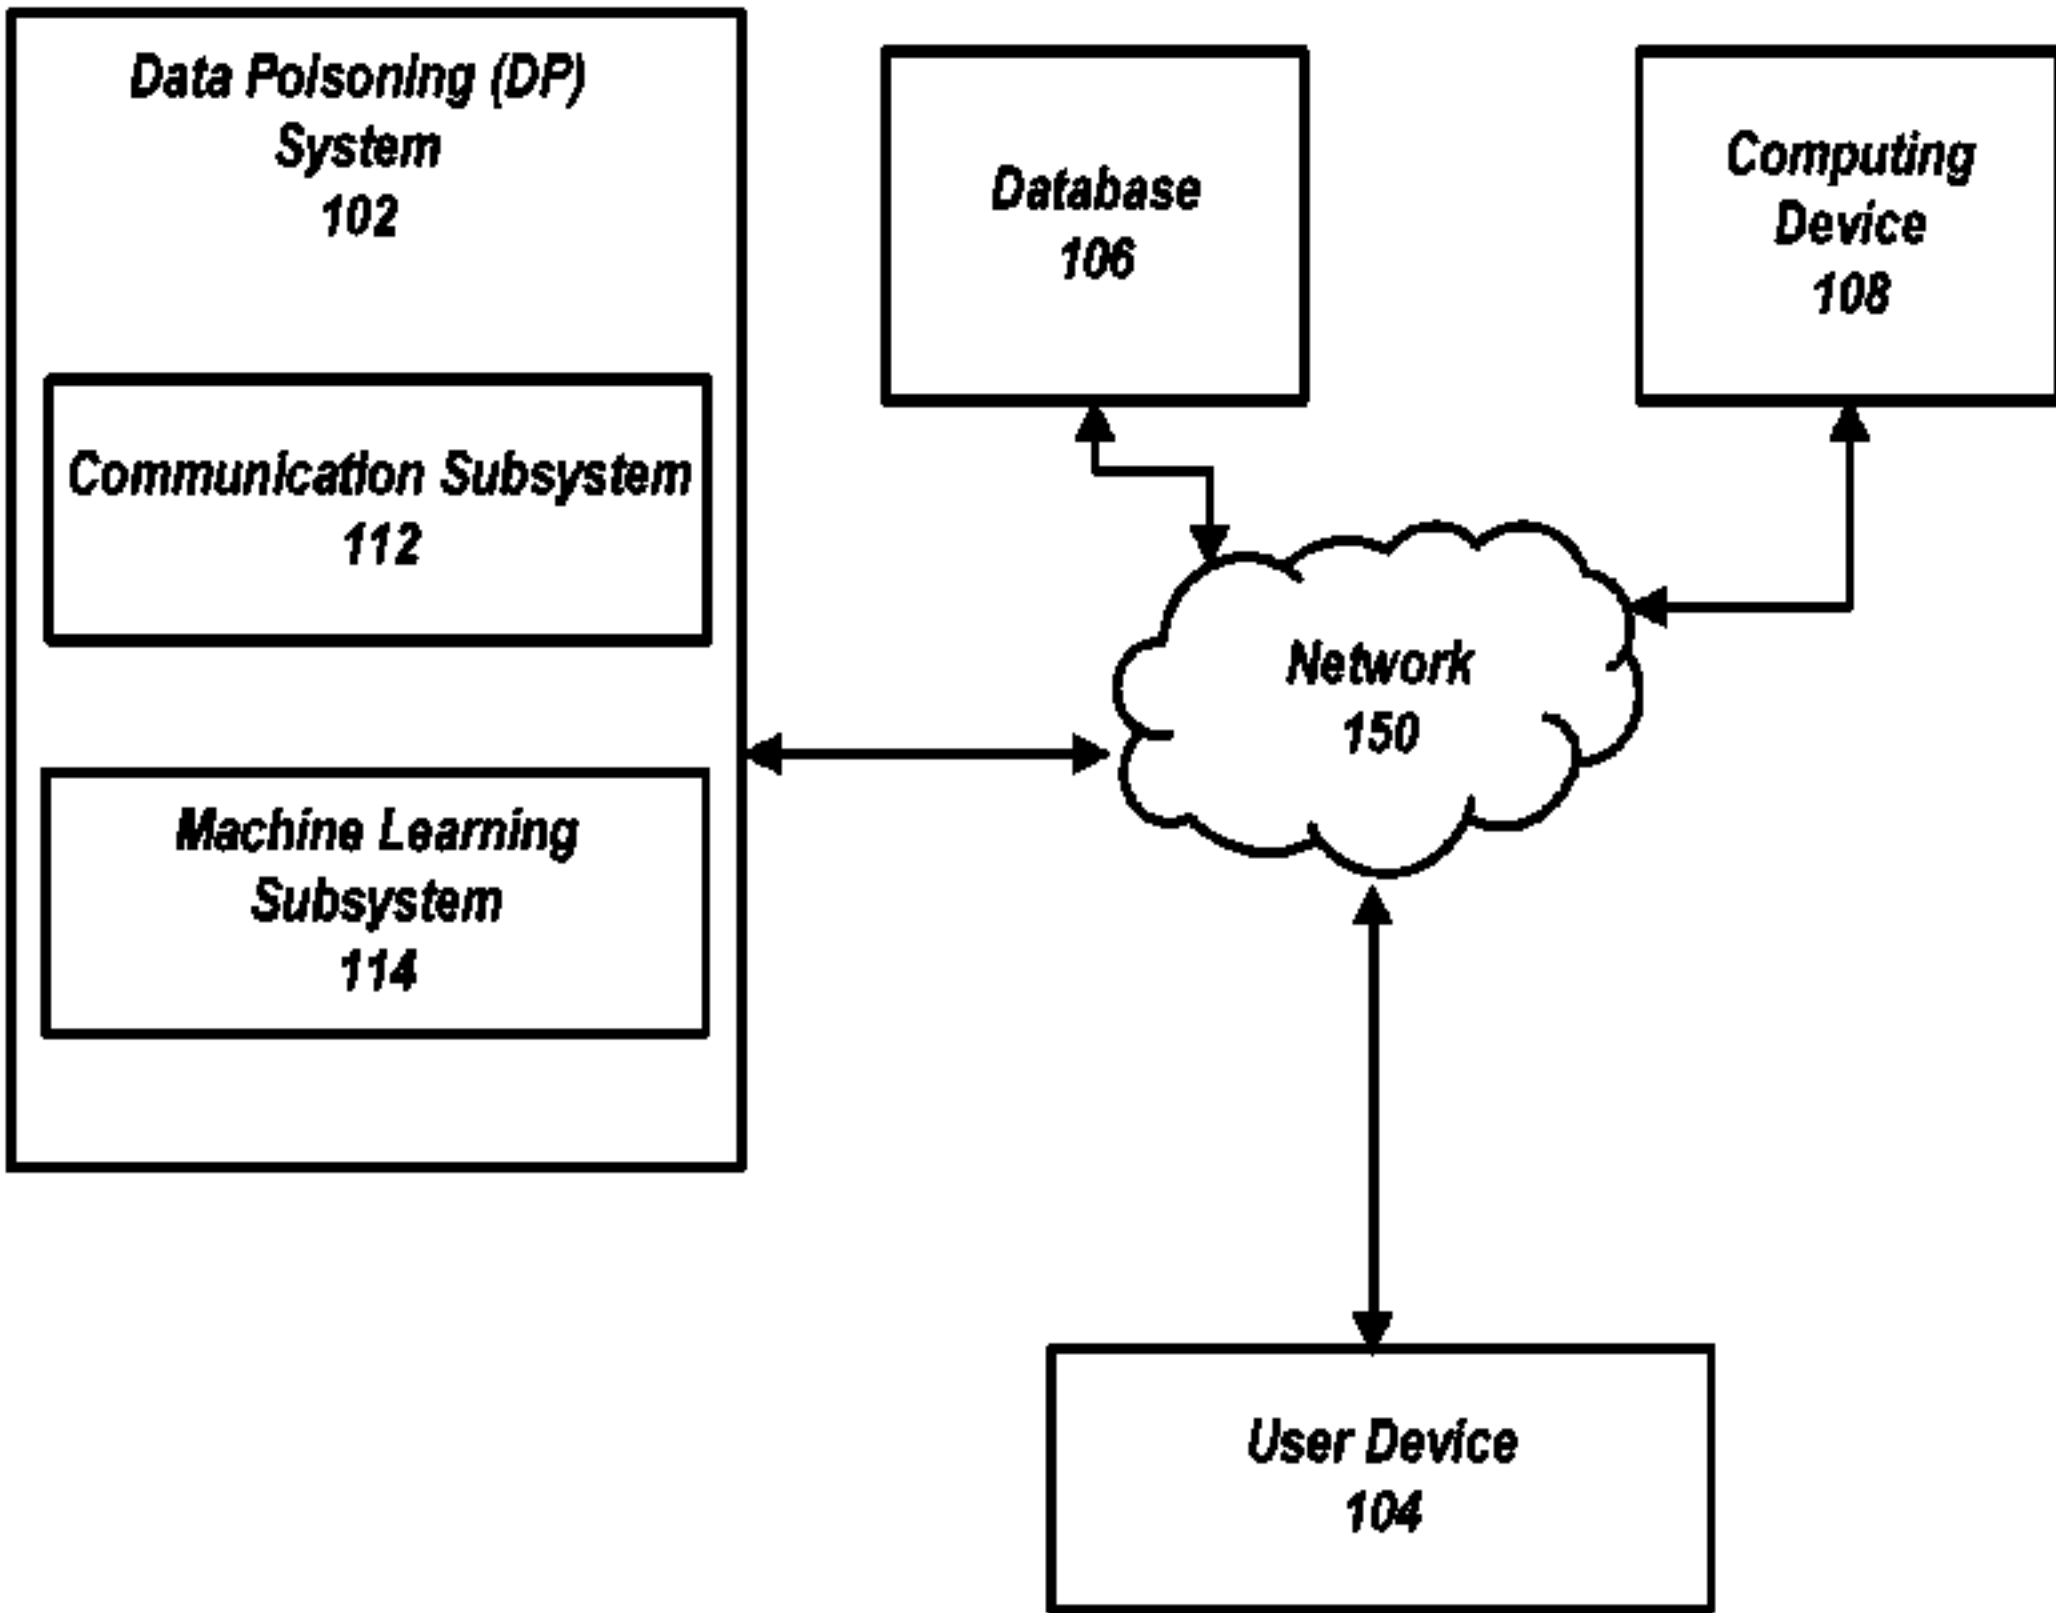 Data Poisoning (DP)
System
102
Communication Subsystem
112
Machine Learning
Subsystem
114
Database
106
Computing
Device
108
Network
150
User Device
104